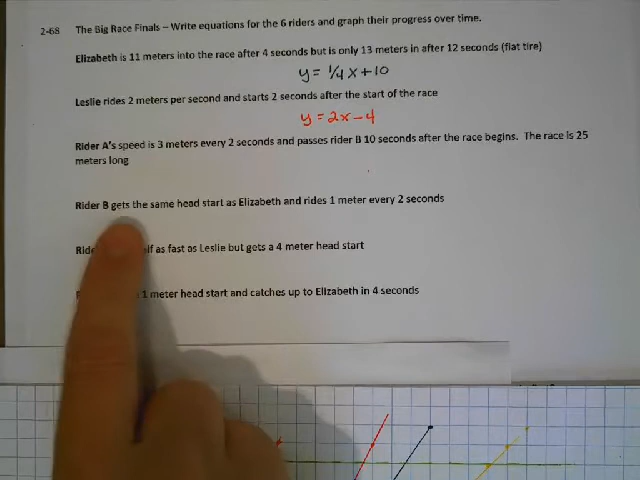 2-68 The Big Race Finals – Write equations for the 6 riders and graph their progress over time.
Elizabeth is 11 meters into the race after 4 seconds but is only 13 meters in after 12 seconds (flat tire)
y = 1/4x+10
Leslie rides 2 meters per second and starts 2 seconds after the start of the race
y = 2x-4
Rider A's speed is 3 meters every 2 seconds and passes rider B 10 seconds after the race begins. The race is 25
meters long
Rider B gets the same head start as Elizabeth and rides 1 meter every 2 seconds
as fast as Leslie but gets a 4 meter head start
1 meter head start and catches up to Elizabeth in 4 seconds